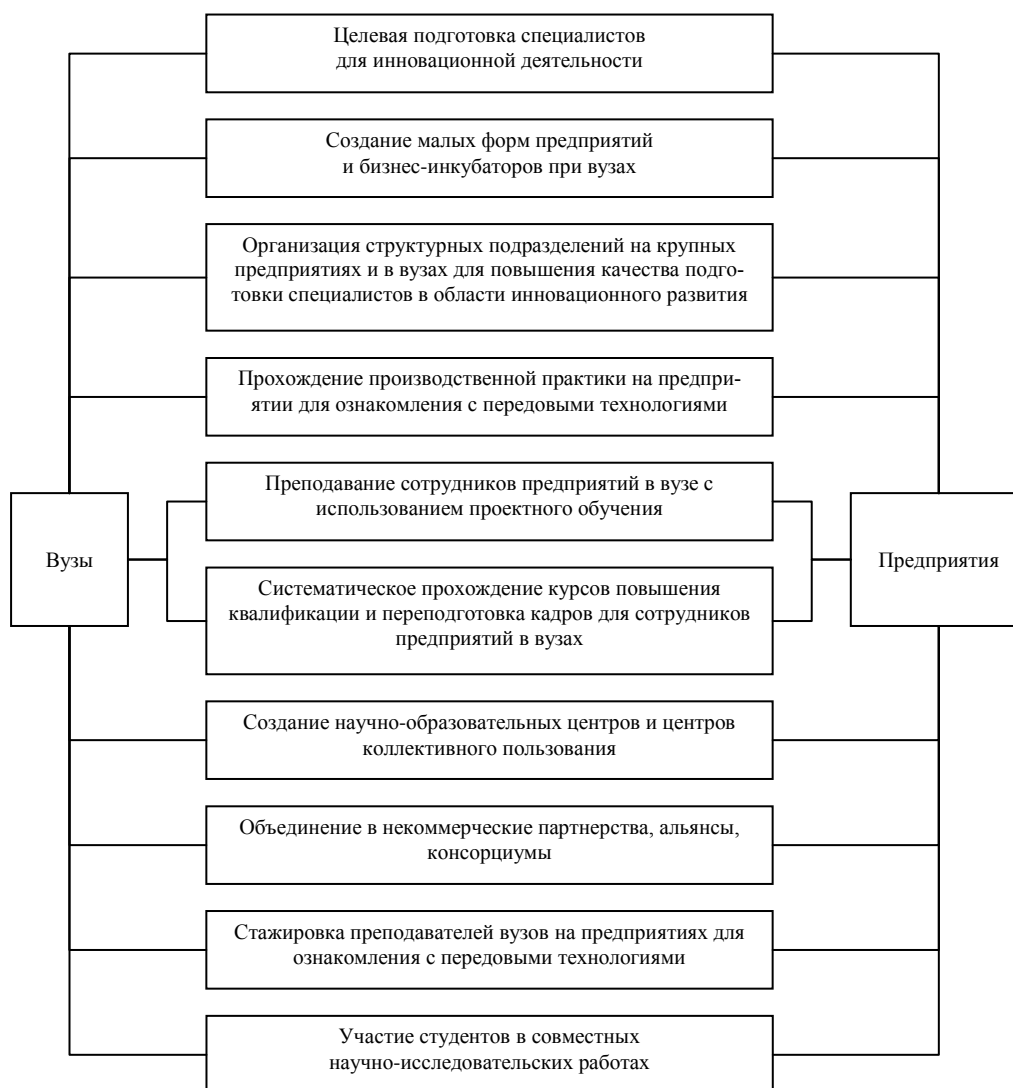 Целевая подготовка специалистов
для инновационной деятельности
Создание малых форм предприятий
и бизнес-инкубаторов при вузах
Организация структурных подразделений на крупных
предприятиях и в вузах для повышения качества подго-
товки специалистов в области инновационного развития
Прохождение производственной практики на предпри-
ятии для ознакомления с передовыми технологиями
Преподавание сотрудников предприятий в вузе с
использованием проектного обучения
Вузы
Предприятия
Систематическое прохождение курсов повышения
квалификации и переподготовка кадров для сотрудников
предприятий в вузах
Создание научно-образовательных центров и центров
коллективного пользования
Объединение в некоммерческие партнерства, альянсы,
консорциумы
Стажировка преподавателей вузов на предприятиях для
ознакомления с передовыми технологиями
Участие студентов в совместных
научно-исследовательских работах